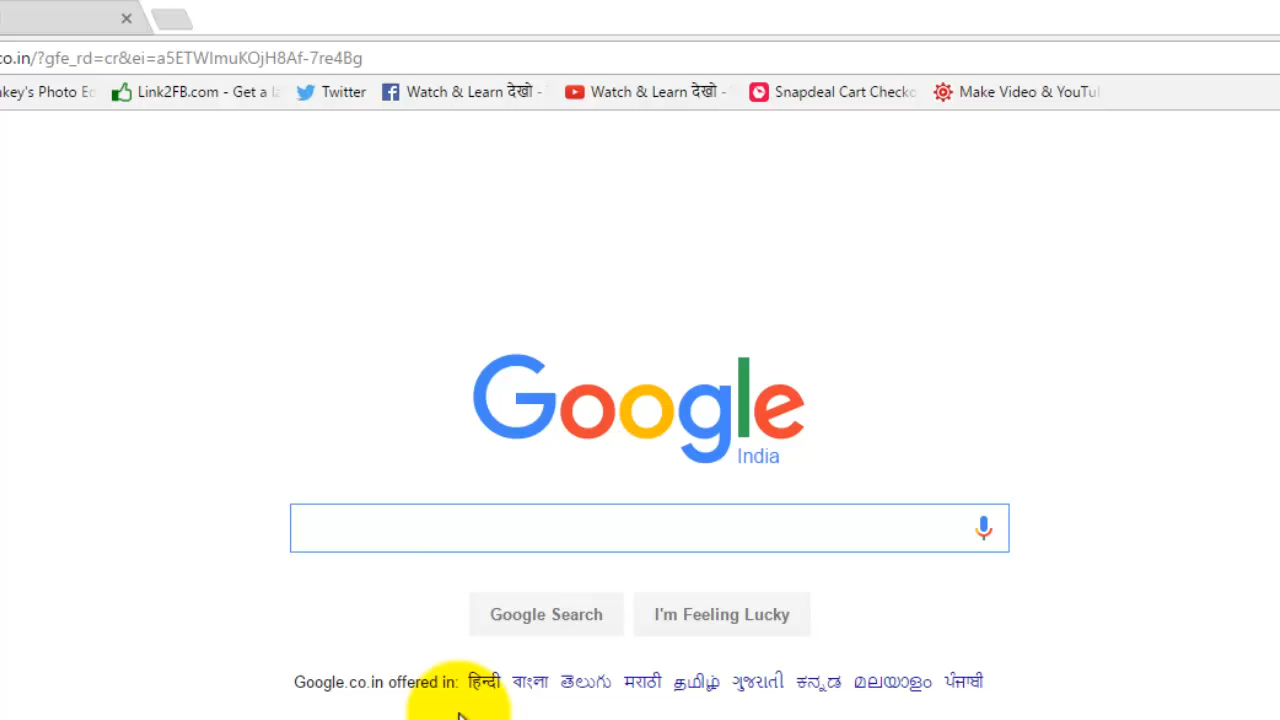 co.in/?gfe_rd=cr&ei=a5ETWImuKOjH8Af-7re4Bg
key's Photo Ed Link2FB.com - Get a la Twitter Watch & Learn देखो - Watch & Learn देखो - Snapdeal Cart Checko Make Video & YouTu
Google
India
Google Search I'm Feeling Lucky
Google.co.in offered in: हिन्दी বাংলা తెలుగు मराठी தமிழ் ગુજરાતી ಕನ್ನಡ മലയാളം ਪੰਜਾਬੀ